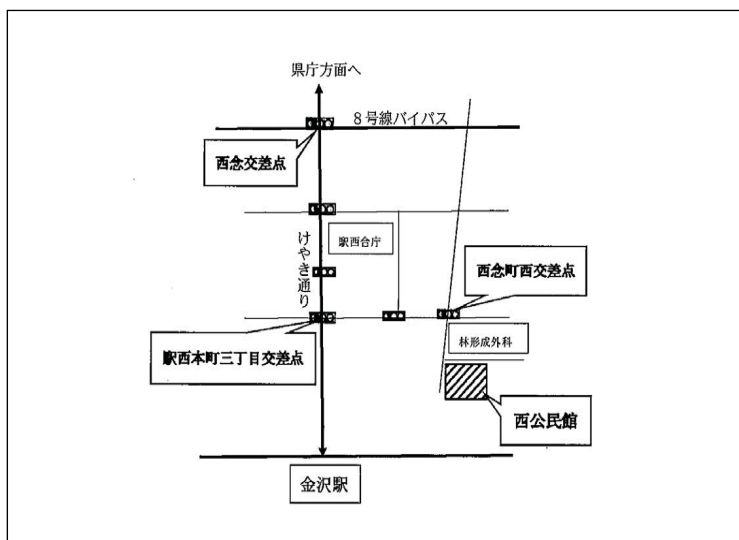 県庁方面へ
8号線バイパス
西念交差点
駅西合庁
けやき通り
西念町西交差点
林形成外科
駅西本町三丁目交差点
西公民館
金沢駅